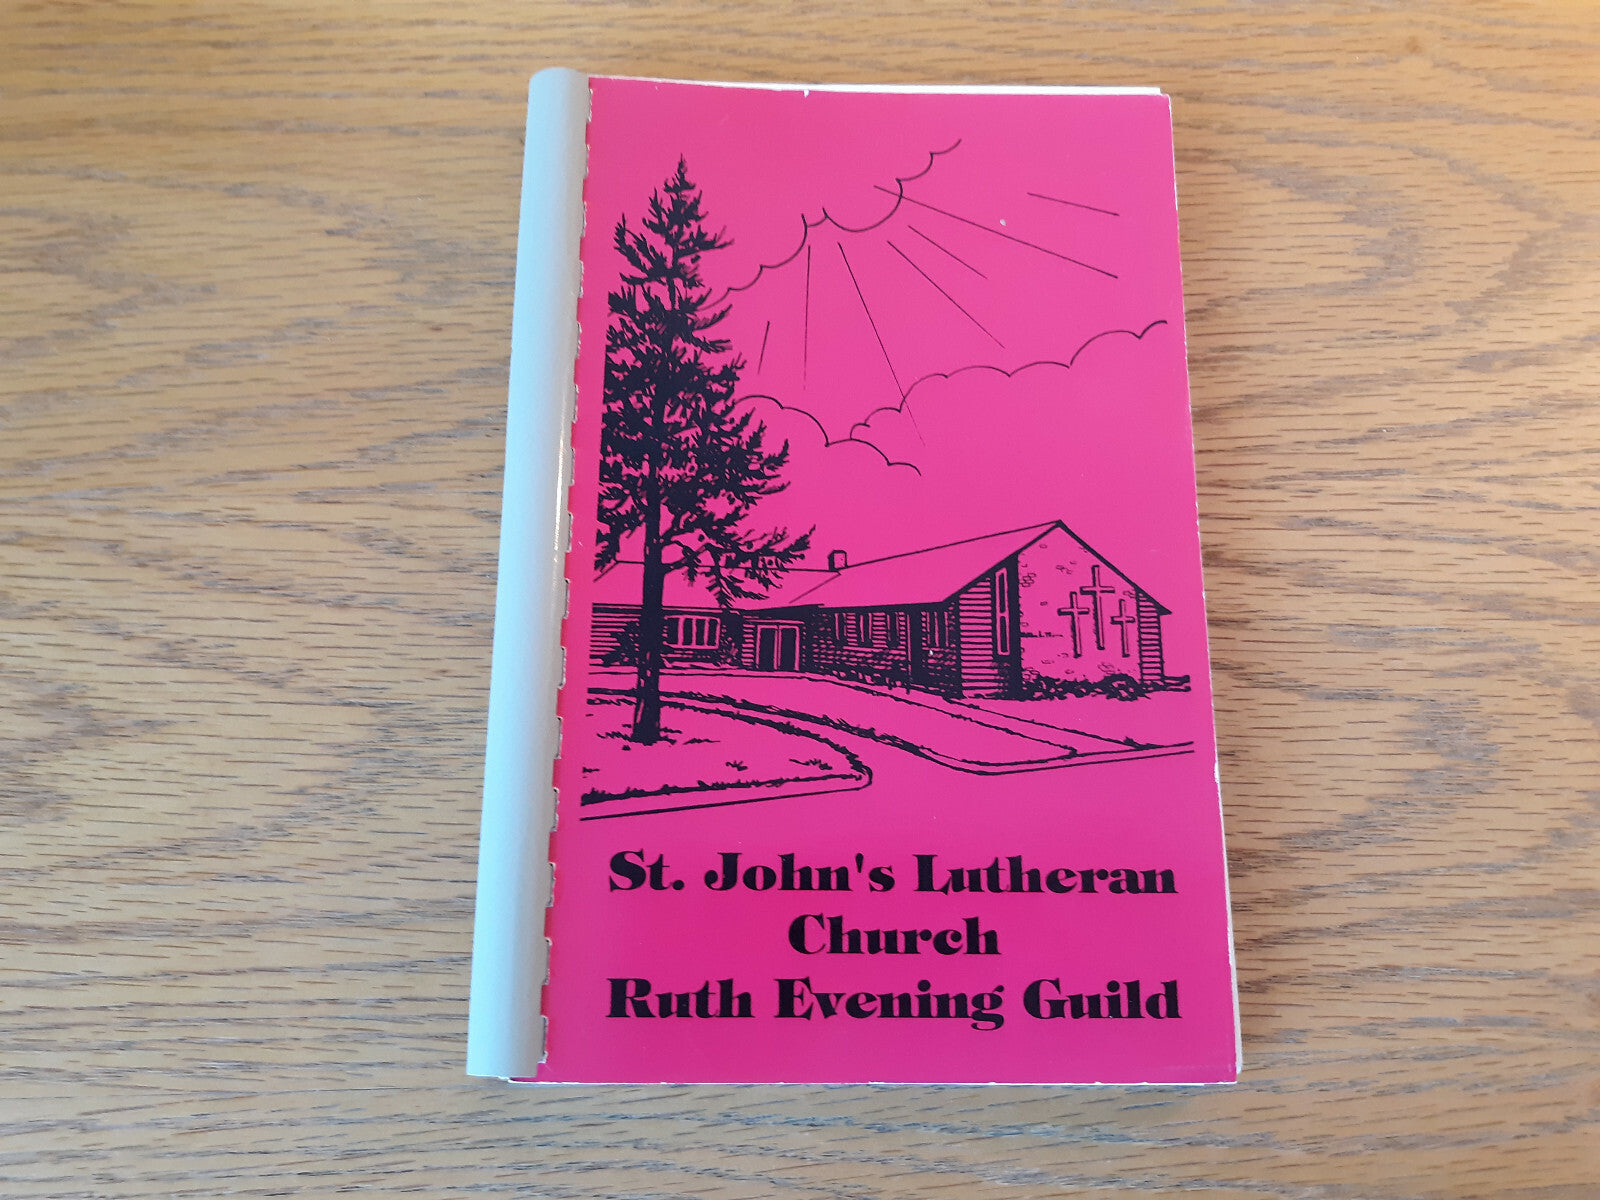 St. John's Lutheran
Church
Ruth Evening Guild